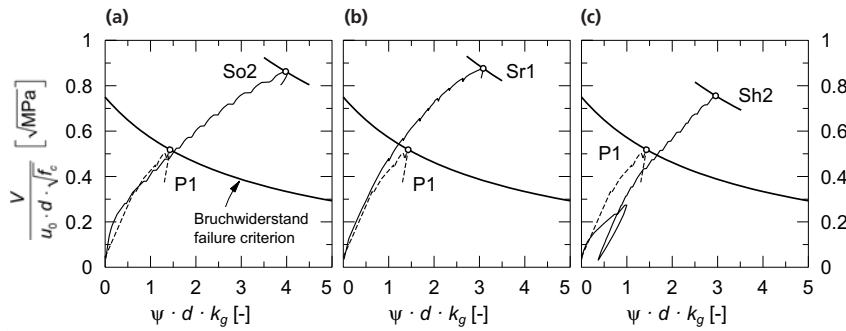 (a)
(b)
(c)
1
0.8
0.6
0.4
0.2
0
V
u0 · d · √fc
[√MPa]
So2
P1
Bruchwiderstand
failure criterion
0 1 2 3 4 5
ψ · d · kg [-]
Sr1
P1
0 1 2 3 4 5
ψ · d · kg [-]
Sh2
P1
0 1 2 3 4 5
ψ · d · kg [-]
1
0.8
0.6
0.4
0.2
0